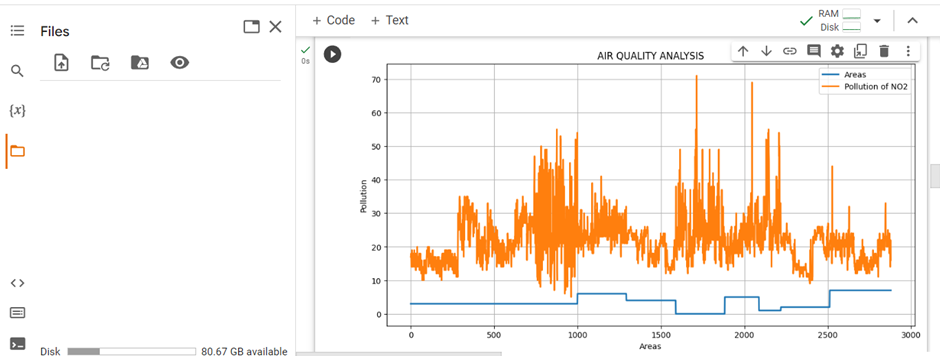 Files
{x}
Disk 80.67 GB available
+ Code + Text
RAM
Disk
0s
AIR QUALITY ANALYSIS
Areas
Pollution of NO2
Pollution
70
60
50
40
30
20
10
0
0 500 1000 1500 2000 2500 3000
Areas